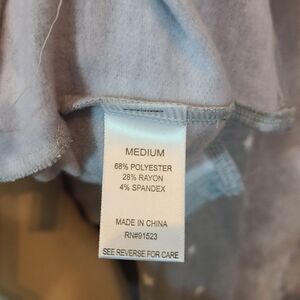 MEDIUM
68% POLYESTER
28% RAYON
4% SPANDEX
MADE IN CHINA
RN#91523
SEE REVERSE FOR CARE